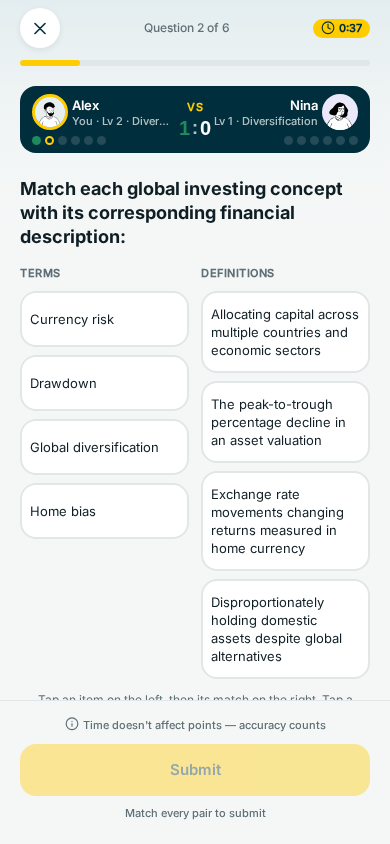 Question 2 of 6
0:37
Alex
You · Lv 2 · Diver...
VS
1:0
Nina
Lv 1 · Diversification
Match each global investing concept
with its corresponding financial
description:
TERMS
Currency risk
Drawdown
Global diversification
Home bias
DEFINITIONS
Allocating capital across
multiple countries and
economic sectors
The peak-to-trough
percentage decline in
an asset valuation
Exchange rate
movements changing
returns measured in
home currency
Disproportionately
holding domestic
assets despite global
alternatives
Tap an item on the left, then its match on the right. Tap a
Time doesn't affect points — accuracy counts
Submit
Match every pair to submit